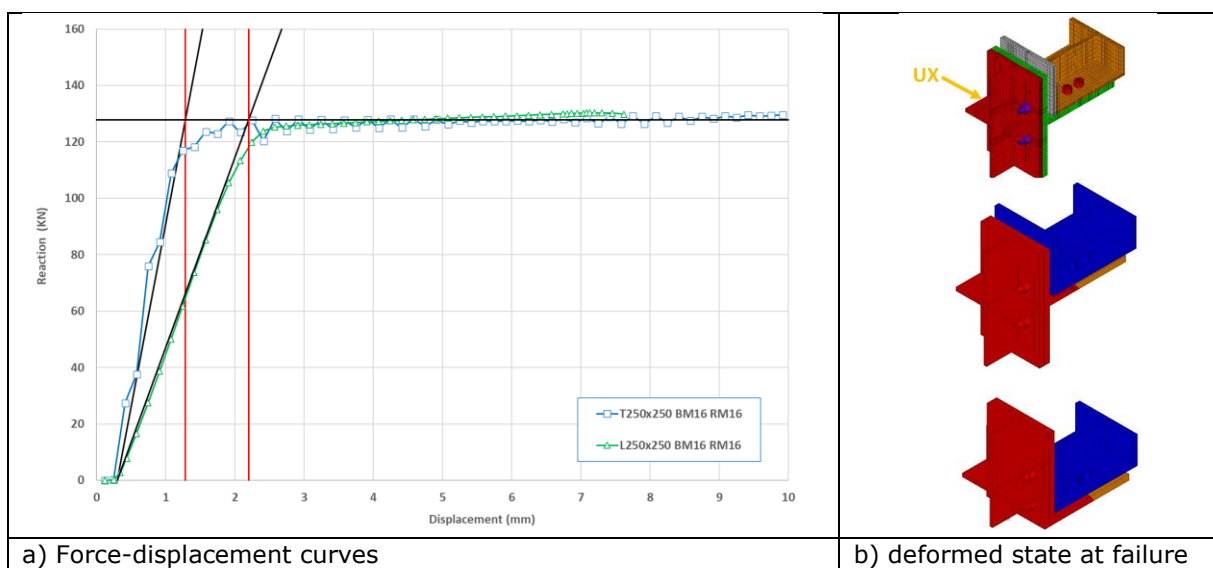 160
140
120
100
80
60
40
20
0
Reaction (KN)
0 1 2 3 4 5 6 7 8 9 10
Displacement (mm)
T250x250 BM16 RM16
L250x250 BM16 RM16
UX
a) Force-displacement curves
b) deformed state at failure